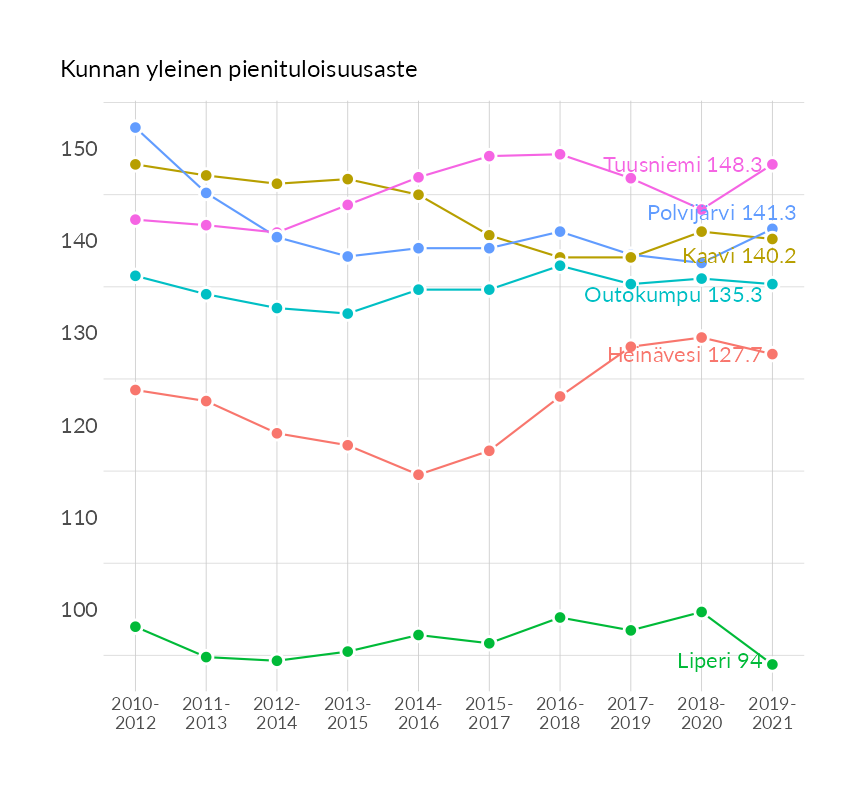 Kunnan yleinen pienituloisuusaste
150
140
130
120
110
100
Tuusniemi 148.3
Polvijärvi 141.3
Kaavi 140.2
Outokumpu 135.3
Heinävesi 127.7
Liperi 94
2010- 2011- 2012- 2013- 2014- 2015- 2016- 2017- 2018- 2019-
2012 2013 2014 2015 2016 2017 2018 2019 2020 2021